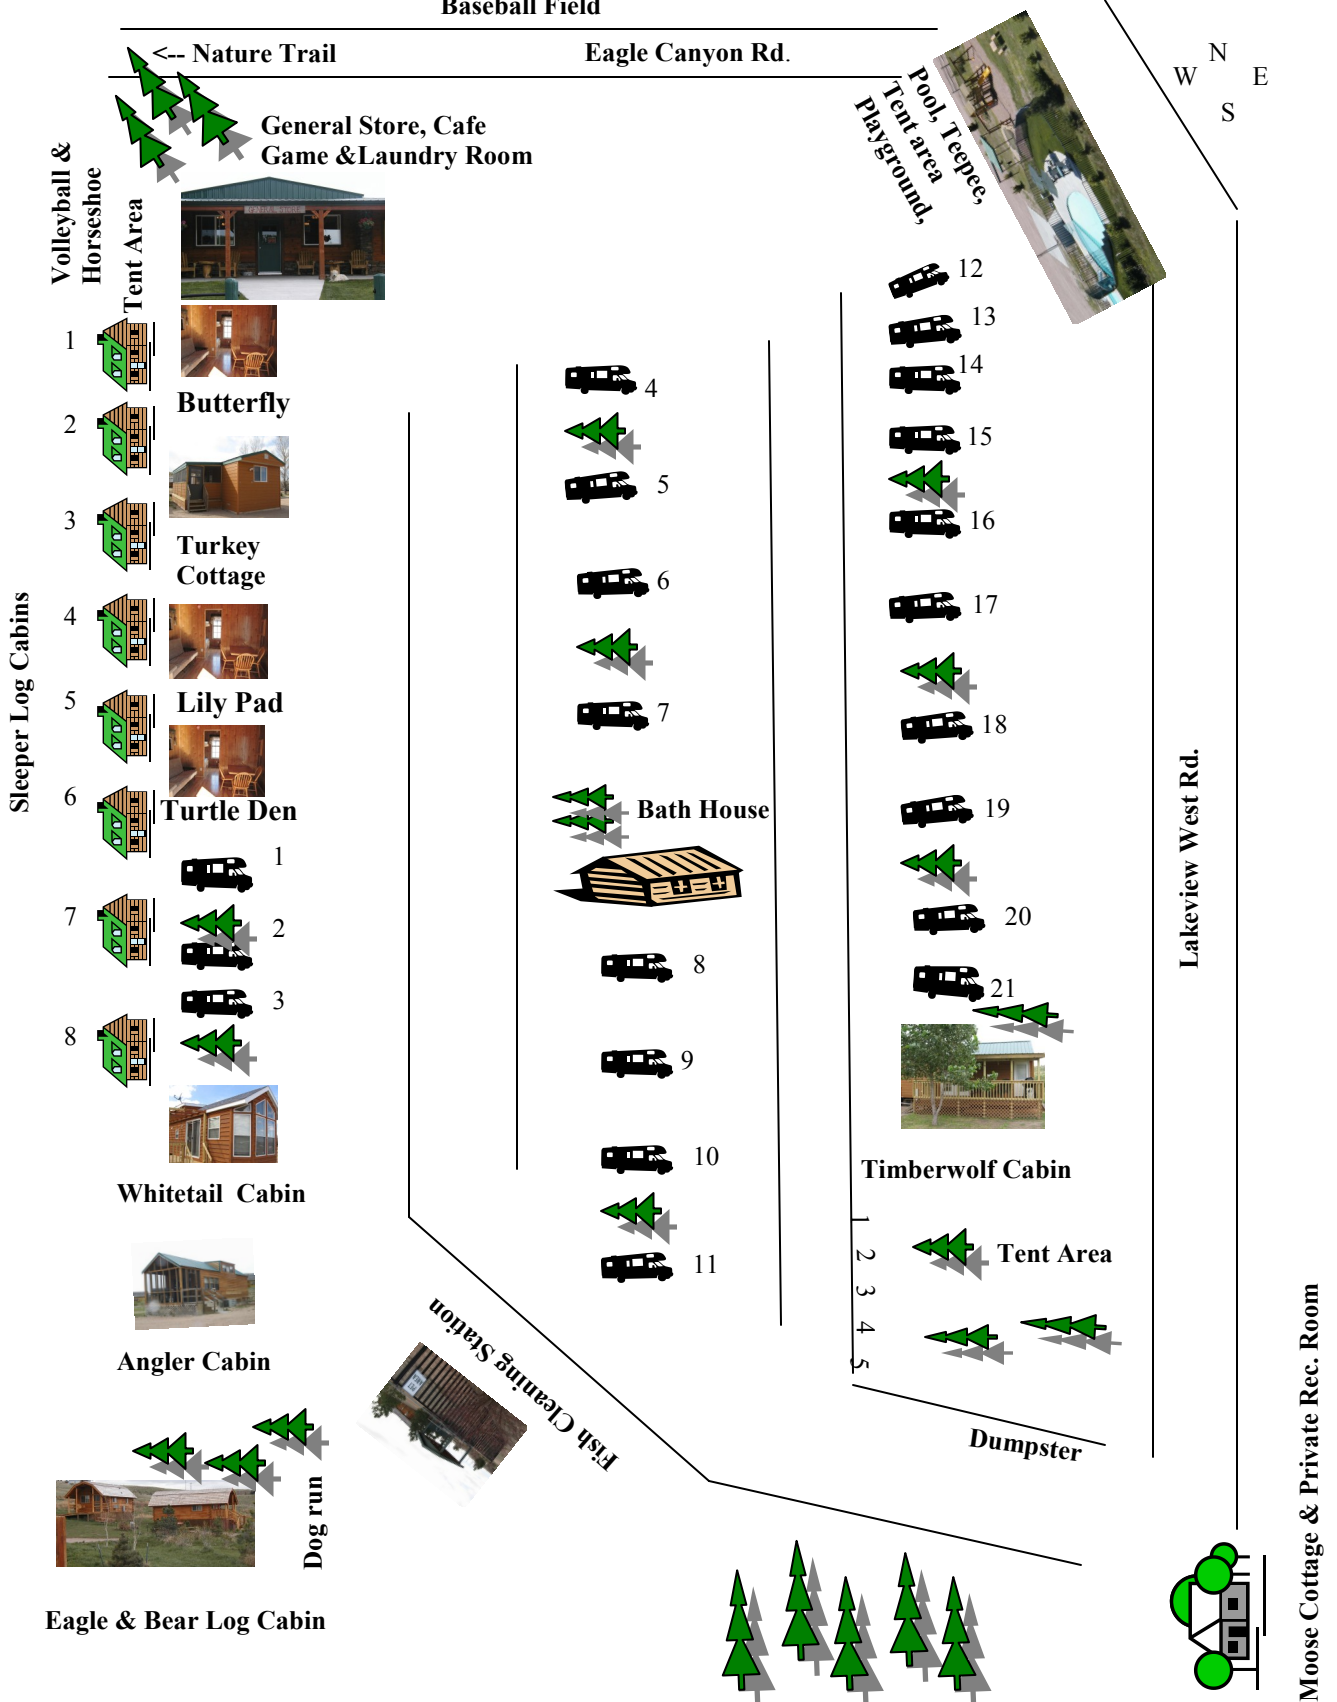 Baseball Field
<-- Nature Trail
Eagle Canyon Rd.
N
W
E
S
General Store, Cafe
Game &Laundry Room
GENERAL STORE
Pool, Teepee,
Tent area
Playground,
Volleyball &
Horseshoe
Tent Area
Sleeper Log Cabins
1
2
3
4
5
6
7
8
Butterfly
Turkey
Cottage
Lily Pad
Turtle Den
1
2
3
Whitetail Cabin
Angler Cabin
Dog run
Eagle & Bear Log Cabin
4
5
6
7
Bath House
8
9
10
11
Fish Cleaning Station
12
13
14
15
16
17
18
19
20
21
Timberwolf Cabin
1
2
3
4
5
Tent Area
Dumpster
Lakeview West Rd.
Moose Cottage & Private Rec. Room